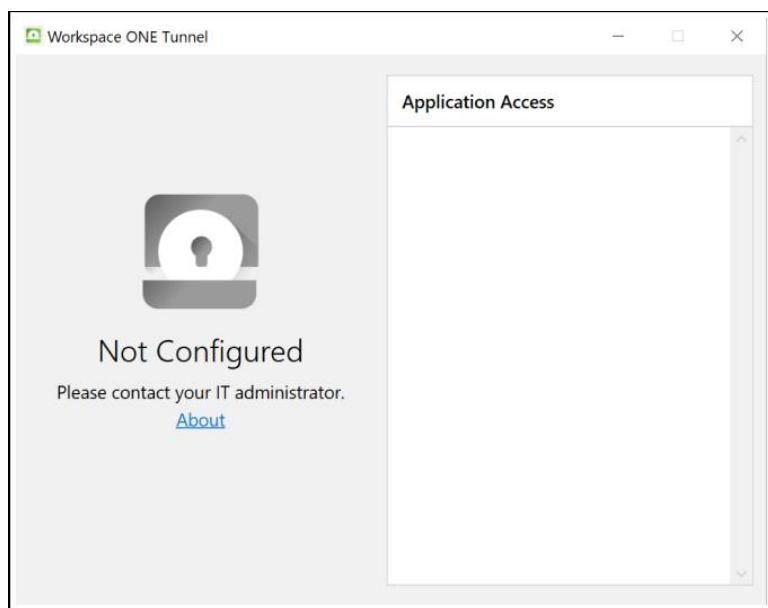 Workspace ONE Tunnel
Application Access
Not Configured
Please contact your IT administrator.
About